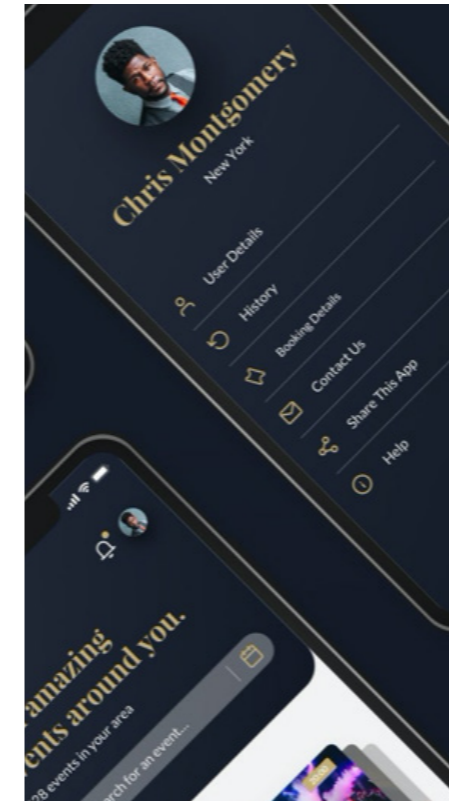 Chris Montgomery
New York
User Details
History
Booking Details
Contact Us
Share This App
Help
amazing
ents around you.
28 events in your area
rch for an event...